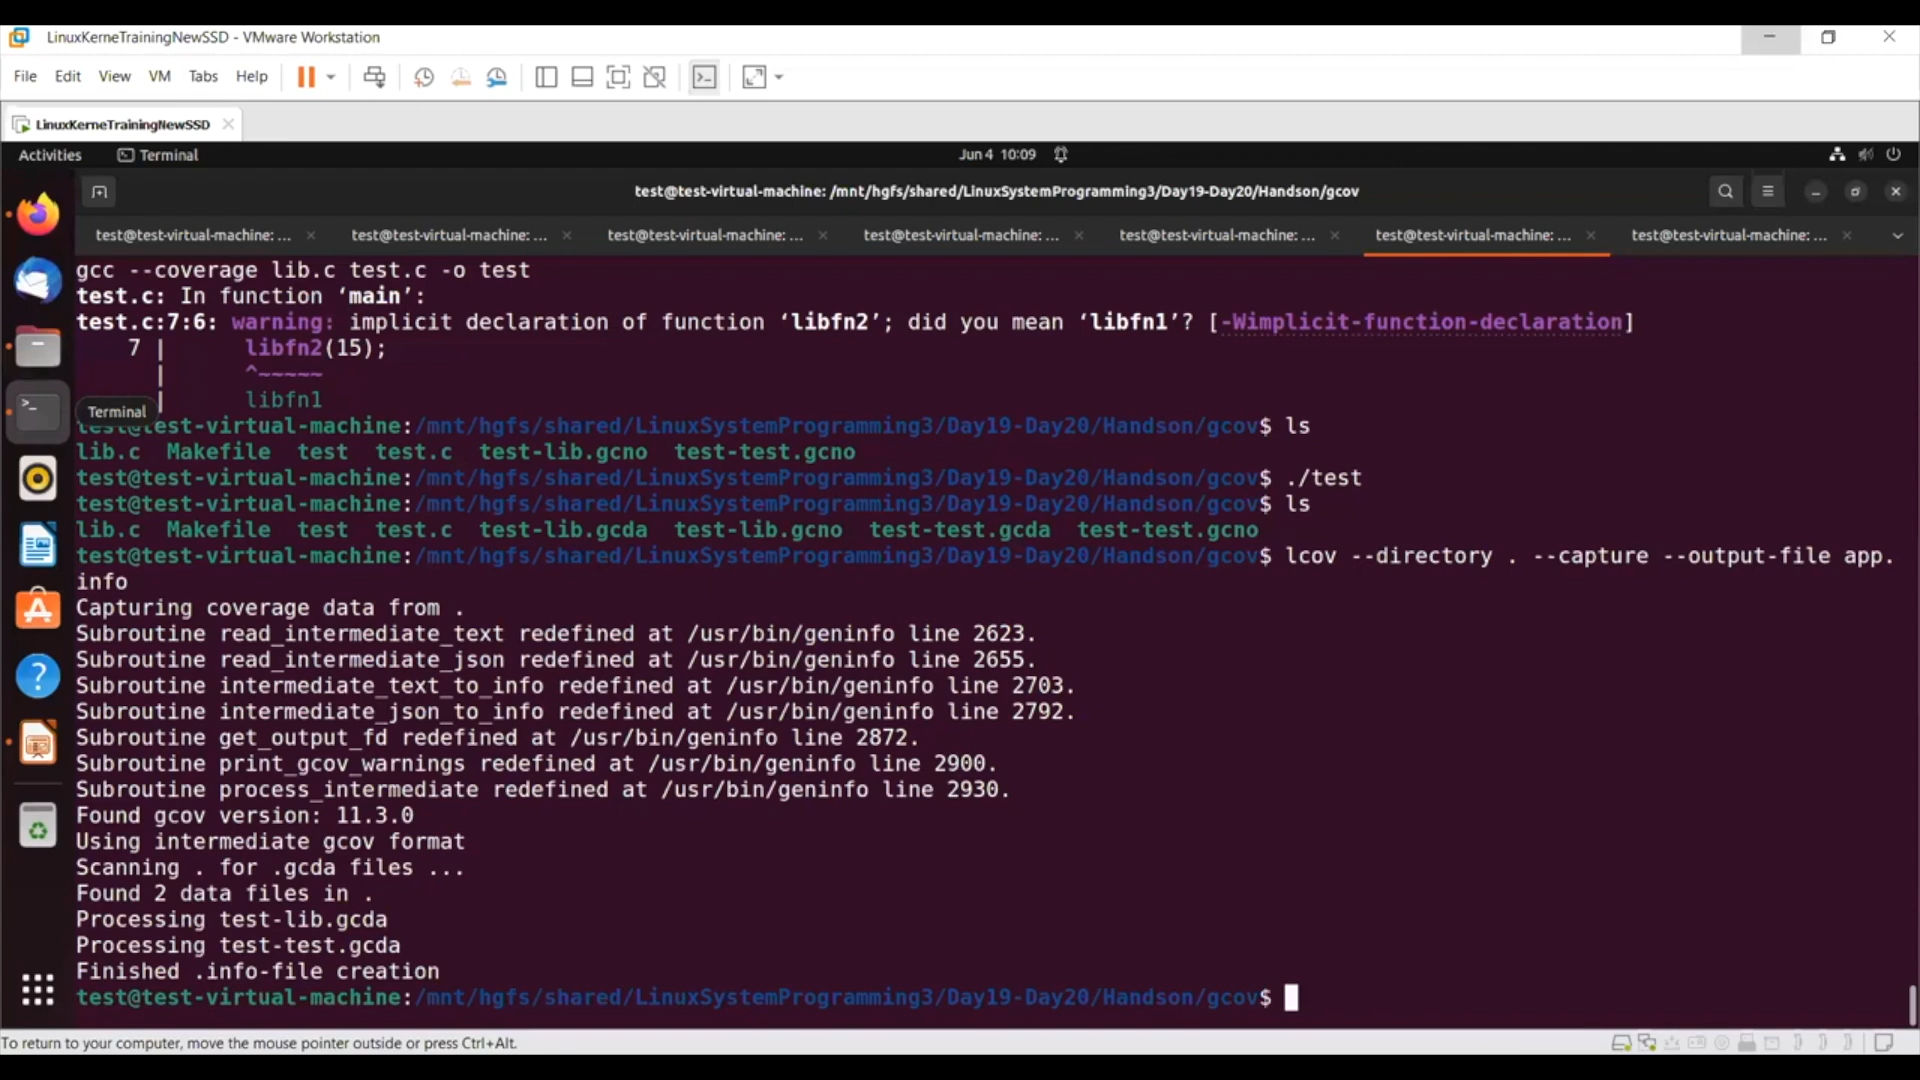 LinuxKerneTrainingNewSSD - VMware Workstation
File Edit View VM Tabs Help
LinuxKerneTrainingNewSSD
Activities Terminal Jun 4 10:09
test@test-virtual-machine: /mnt/hgfs/shared/LinuxSystemProgramming3/Day19-Day20/Handson/gcov
test@test-virtual-machine: ... test@test-virtual-machine: ... test@test-virtual-machine: ... test@test-virtual-machine: ... test@test-virtual-machine: ... test@test-virtual-machine: ... test@test-virtual-machine: ...
gcc --coverage lib.c test.c -o test
test.c: In function ‘main’:
test.c:7:6: warning: implicit declaration of function ‘libfn2’; did you mean ‘libfn1’? [-Wimplicit-function-declaration]
7 | libfn2(15);
| ^~~~~~
| libfn1
Terminal
test@test-virtual-machine:/mnt/hgfs/shared/LinuxSystemProgramming3/Day19-Day20/Handson/gcov$ ls
lib.c Makefile test test.c test-lib.gcno test-test.gcno
test@test-virtual-machine:/mnt/hgfs/shared/LinuxSystemProgramming3/Day19-Day20/Handson/gcov$ ./test
test@test-virtual-machine:/mnt/hgfs/shared/LinuxSystemProgramming3/Day19-Day20/Handson/gcov$ ls
lib.c Makefile test test.c test-lib.gcda test-lib.gcno test-test.gcda test-test.gcno
test@test-virtual-machine:/mnt/hgfs/shared/LinuxSystemProgramming3/Day19-Day20/Handson/gcov$ lcov --directory . --capture --output-file app.
info
Capturing coverage data from .
Subroutine read_intermediate_text redefined at /usr/bin/geninfo line 2623.
Subroutine read_intermediate_json redefined at /usr/bin/geninfo line 2655.
Subroutine intermediate_text_to_info redefined at /usr/bin/geninfo line 2703.
Subroutine intermediate_json_to_info redefined at /usr/bin/geninfo line 2792.
Subroutine get_output_fd redefined at /usr/bin/geninfo line 2872.
Subroutine print_gcov_warnings redefined at /usr/bin/geninfo line 2900.
Subroutine process_intermediate redefined at /usr/bin/geninfo line 2930.
Found gcov version: 11.3.0
Using intermediate gcov format
Scanning . for .gcda files ...
Found 2 data files in .
Processing test-lib.gcda
Processing test-test.gcda
Finished .info-file creation
test@test-virtual-machine:/mnt/hgfs/shared/LinuxSystemProgramming3/Day19-Day20/Handson/gcov$
To return to your computer, move the mouse pointer outside or press Ctrl+Alt.